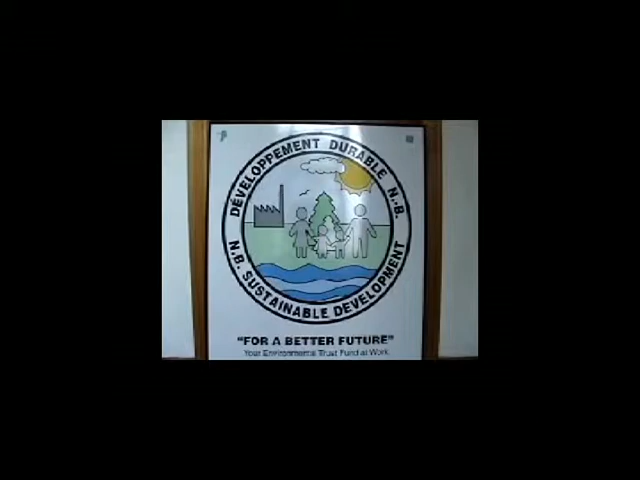 DÉVELOPPEMENT DURABLE N.-B.
N.B. SUSTAINABLE DEVELOPMENT
"FOR A BETTER FUTURE"
Your Environmental Trust Fund at Work